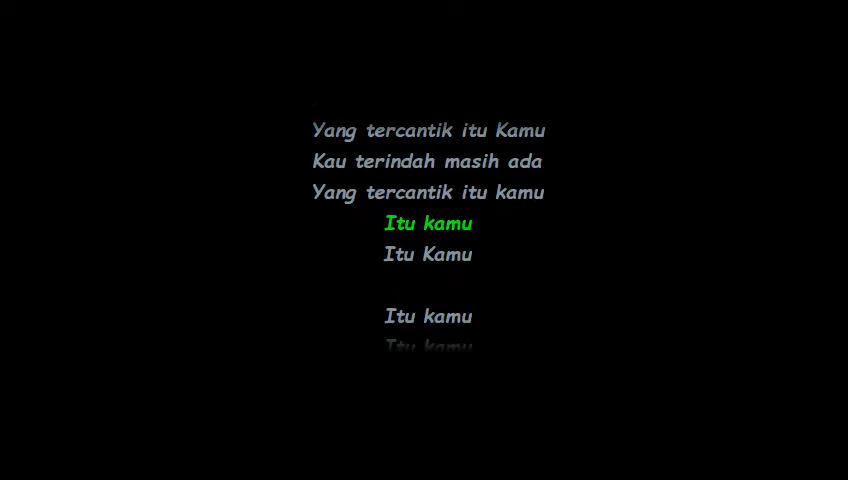 Yang tercantik itu Kamu
Kau terindah masih ada
Yang tercantik itu kamu
Itu kamu
Itu Kamu
Itu kamu
Itu kamu